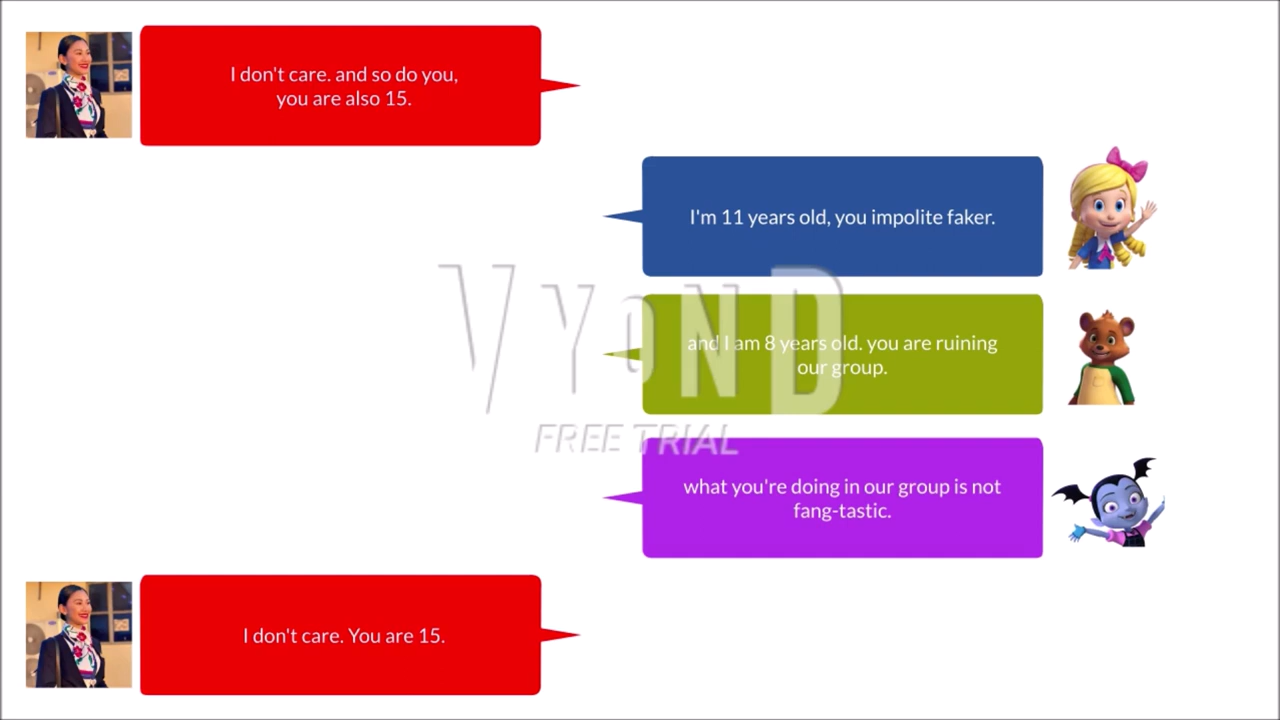 I don't care. and so do you,
you are also 15.
I'm 11 years old, you impolite faker.
and I am 8 years old. you are ruining
our group.
VYOND
FREE TRIAL
what you're doing in our group is not
fang-tastic.
I don't care. You are 15.